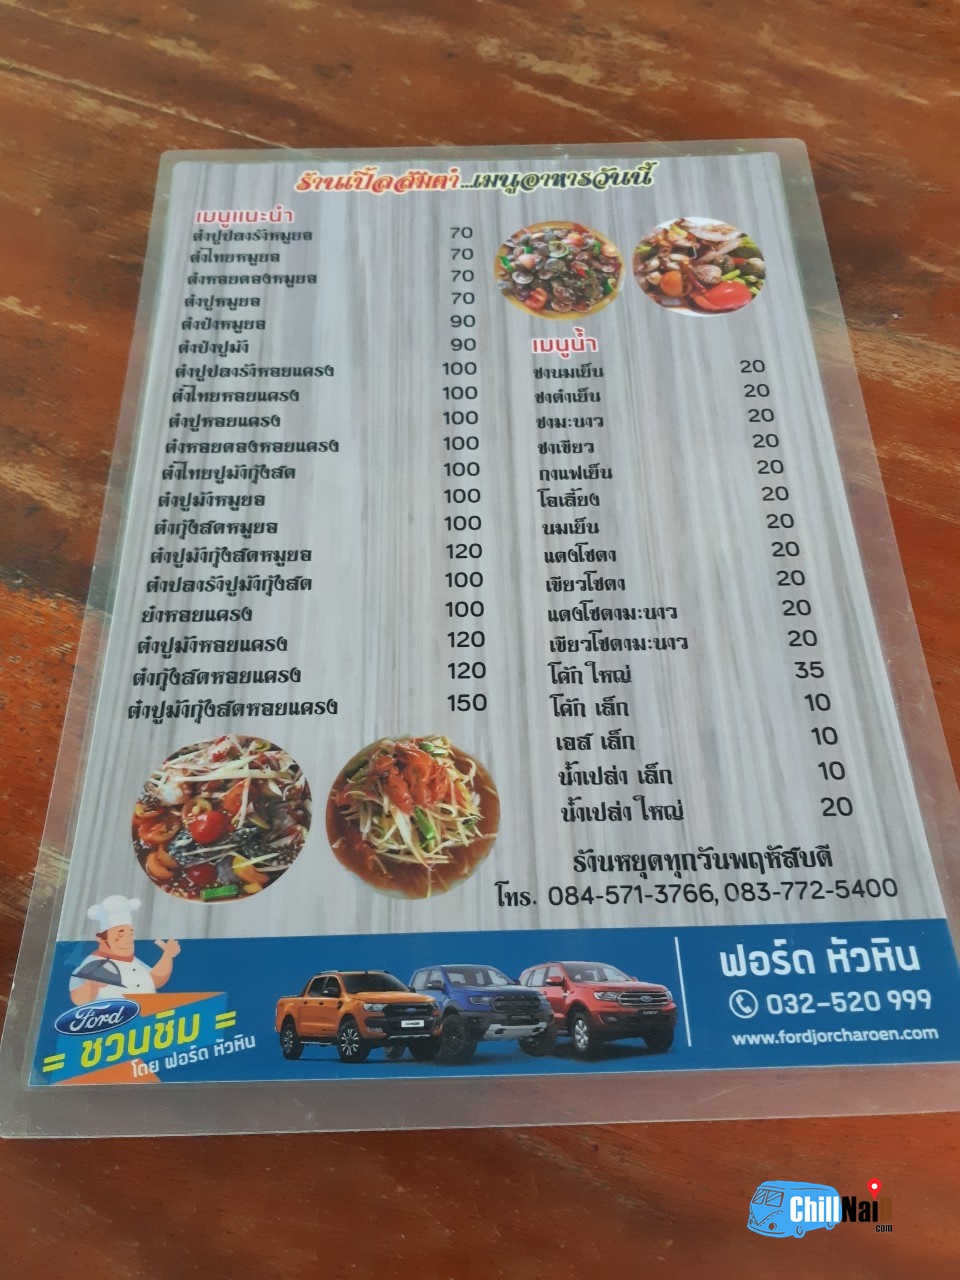 ร้านเปิ้ลส้มตำ...เมนูอาหารวันนี้
เมนูแนะนำ
ตำปูปลาร้าหมูยอ 70
ตำไทยหมูยอ 70
ตำหอยดองหมูยอ 70
ตำปูหมูยอ 70
ตำป่าหมูยอ 90
ตำป่าปูม้า 90
ตำปูปลาร้าหอยแครง 100
ตำไทยหอยแครง 100
ตำปูหอยแครง 100
ตำหอยดองหอยแครง 100
ตำไทยปูม้ากุ้งสด 100
ตำปูม้าหมูยอ 100
ตำกุ้งสดหมูยอ 100
ตำปูม้ากุ้งสดหมูยอ 120
ตำปลาร้าปูม้ากุ้งสด 100
ยำหอยแครง 100
ตำปูม้าหอยแครง 120
ตำกุ้งสดหอยแครง 120
ตำปูม้ากุ้งสดหอยแครง 150
เมนูน้ำ
ชานมเย็น 20
ชาดำเย็น 20
ชามะนาว 20
ชาเขียว 20
กาแฟเย็น 20
โอเลี้ยง 20
นมเย็น 20
แดงโซดา 20
เขียวโซดา 20
แดงโซดามะนาว 20
เขียวโซดามะนาว 20
โค๊ก ใหญ่ 35
โค๊ก เล็ก 10
เอส เล็ก 10
น้ำเปล่า เล็ก 10
น้ำเปล่า ใหญ่ 20
ร้านหยุดทุกวันพฤหัสบดี
โทร. 084-571-3766, 083-772-5400
Ford
= ชวนชิม =
โดย ฟอร์ด หัวหิน
ฟอร์ด หัวหิน
032-520 999
www.fordjorcharoen.com
ChillNaiD
.com